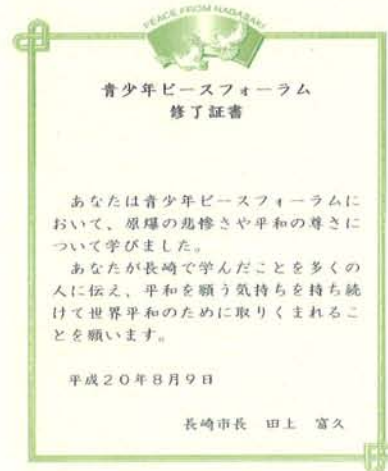 PEACE FROM NAGASAKI
青少年ピースフォーラム
修了証書
あなたは青少年ピースフォーラムに
おいて、原爆の悲惨さや平和の尊さに
ついて学びました。
あなたが長崎で学んだことを多くの
人に伝え、平和を願う気持ちを持ち続
けて世界平和のために取りくまれるこ
とを願います。
平成20年8月9日
長崎市長 田上 富久